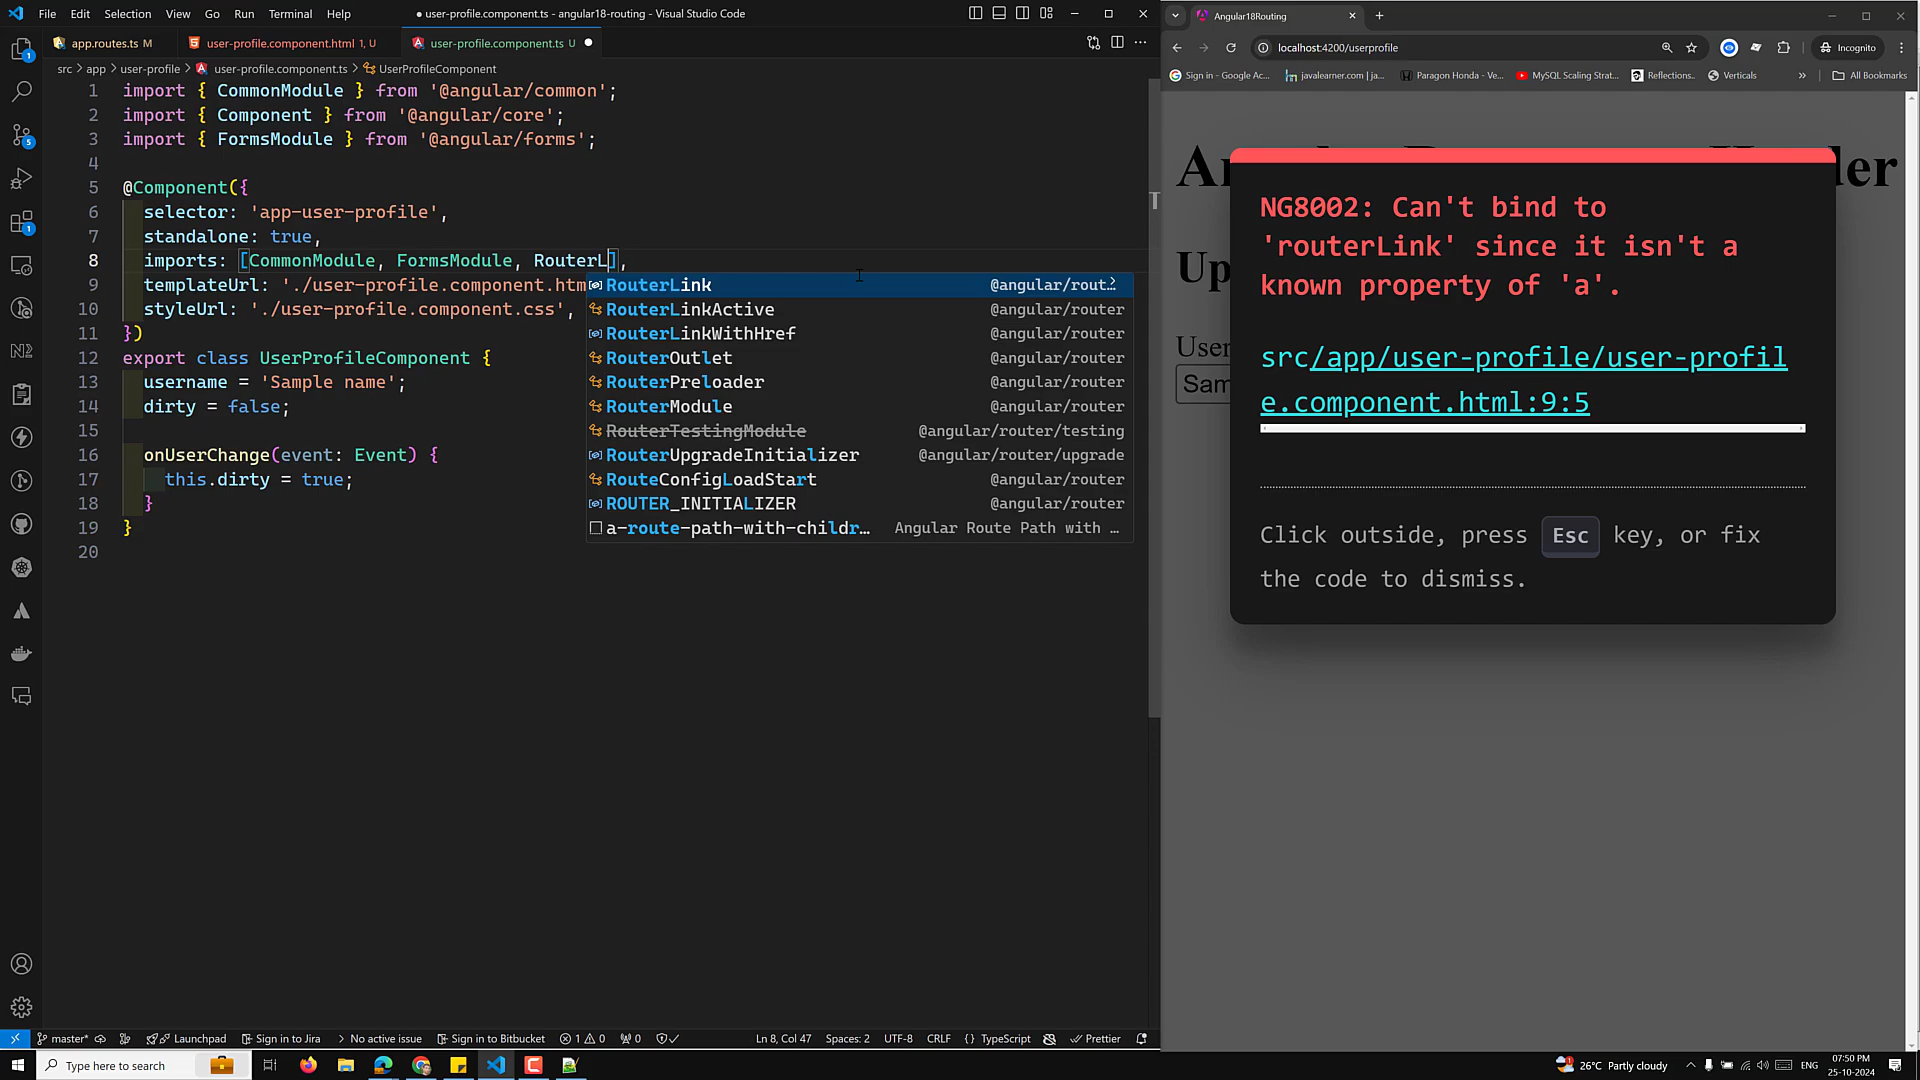 File Edit Selection View Go Run Terminal Help
● user-profile.component.ts - angular18-routing - Visual Studio Code
app.routes.ts M
user-profile.component.html 1, U
user-profile.component.ts U ●
src > app > user-profile > user-profile.component.ts > UserProfileComponent
1 import { CommonModule } from '@angular/common';
2 import { Component } from '@angular/core';
3 import { FormsModule } from '@angular/forms';
4
5 @Component({
6 selector: 'app-user-profile',
7 standalone: true,
8 imports: [CommonModule, FormsModule, RouterL],
9 templateUrl: './user-profile.component.htm
10 styleUrl: './user-profile.component.css',
11 })
12 export class UserProfileComponent {
13 username = 'Sample name';
14 dirty = false;
15
16 onUserChange(event: Event) {
17 this.dirty = true;
18 }
19 }
20
RouterLink @angular/rout…
RouterLinkActive @angular/router
RouterLinkWithHref @angular/router
RouterOutlet @angular/router
RouterPreloader @angular/router
RouterModule @angular/router
RouterTestingModule @angular/router/testing
RouterUpgradeInitializer @angular/router/upgrade
RouteConfigLoadStart @angular/router
ROUTER_INITIALIZER @angular/router
a-route-path-with-childr… Angular Route Path with …
master* Launchpad Sign in to Jira No active issue Sign in to Bitbucket 1 0 0 Ln 8, Col 47 Spaces: 2 UTF-8 CRLF {} TypeScript Prettier
Angular18Routing
localhost:4200/userprofile
Incognito
Sign in - Google Ac... javalearner.com | ja... Paragon Honda - Ve... MySQL Scaling Strat... Reflections.. Verticals » All Bookmarks
NG8002: Can't bind to
'routerLink' since it isn't a
known property of 'a'.
src/app/user-profile/user-profil
e.component.html:9:5
Click outside, press Esc key, or fix
the code to dismiss.
User
Sam
Type here to search
26°C Partly cloudy
ENG
07:50 PM
25-10-2024